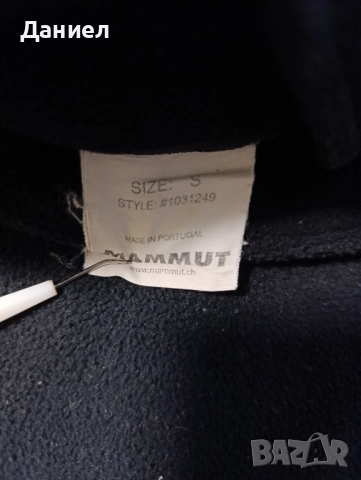 Даниел
SIZE: S
STYLE: #1031249
MADE IN PORTUGAL
MAMMUT
www.mammut.ch
BAZAR